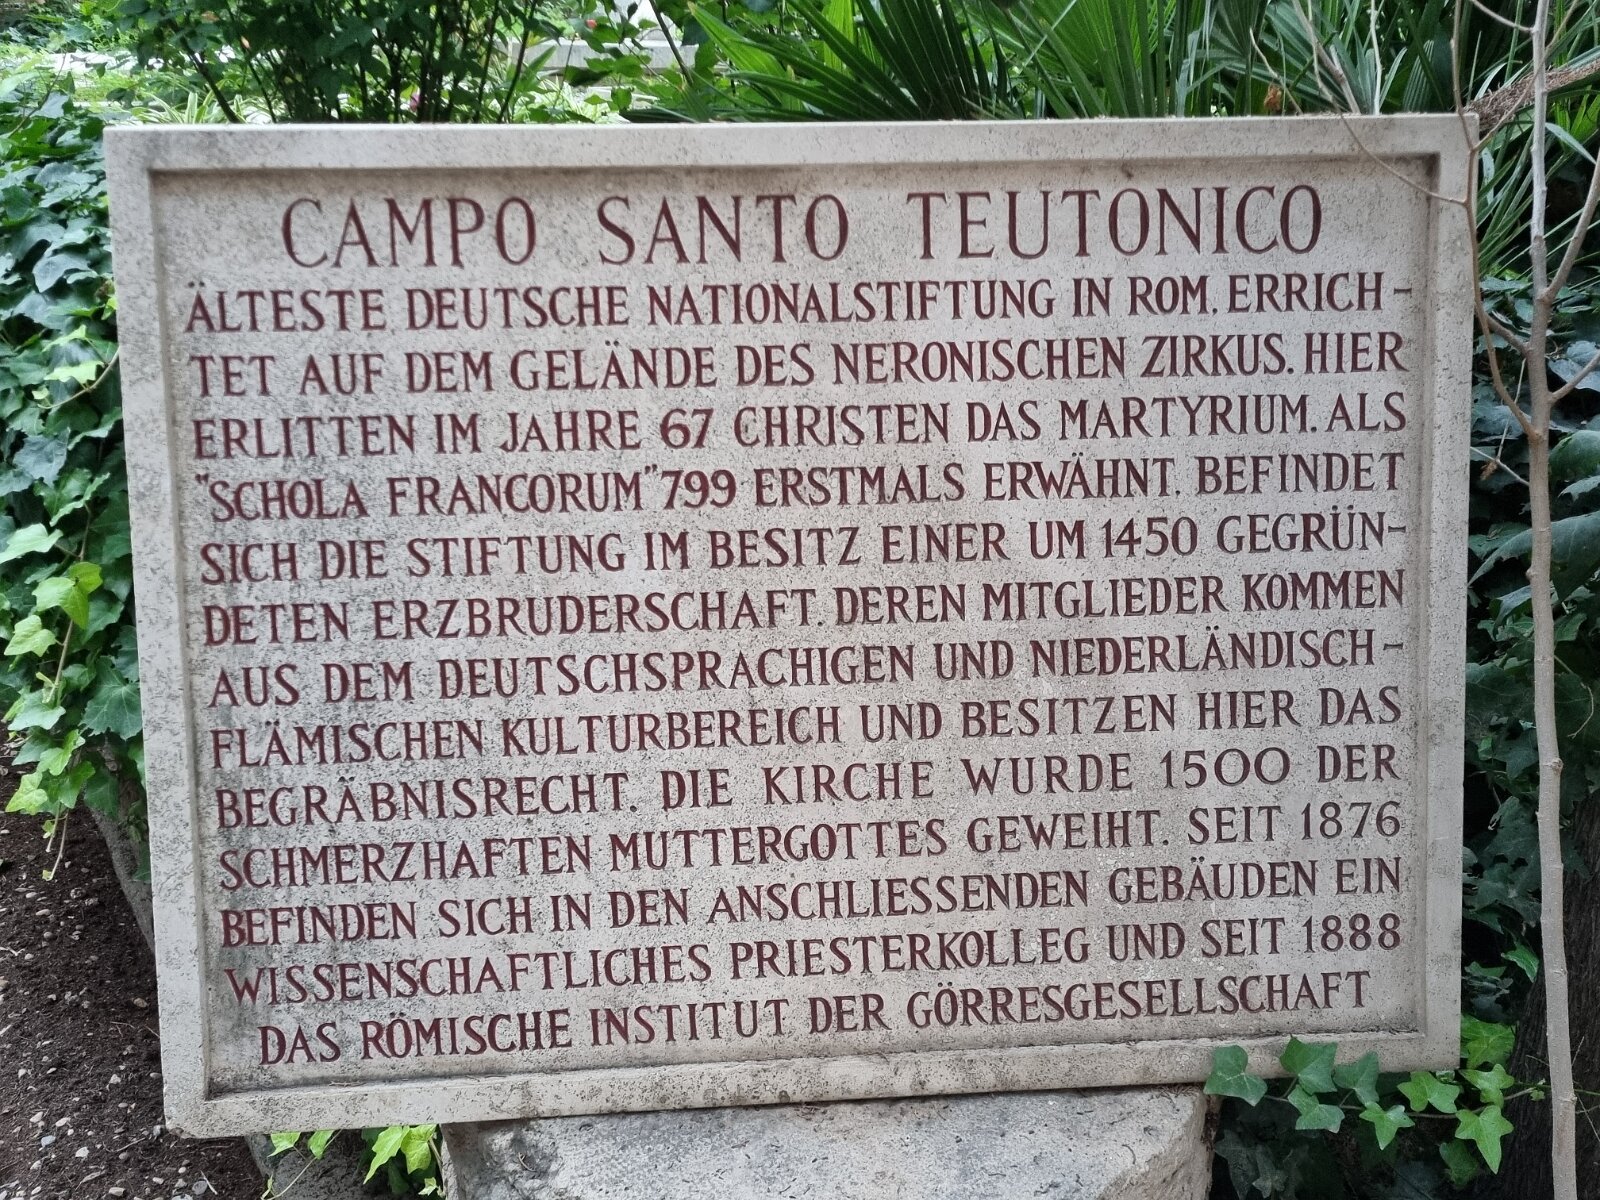 CAMPO SANTO TEUTONICO
ÄLTESTE DEUTSCHE NATIONALSTIFTUNG IN ROM. ERRICH-
TET AUF DEM GELÄNDE DES NERONISCHEN ZIRKUS. HIER
ERLITTEN IM JAHRE 67 CHRISTEN DAS MARTYRIUM. ALS
"SCHOLA FRANCORUM" 799 ERSTMALS ERWÄHNT. BEFINDET
SICH DIE STIFTUNG IM BESITZ EINER UM 1450 GEGRÜN-
DETEN ERZBRUDERSCHAFT. DEREN MITGLIEDER KOMMEN
AUS DEM DEUTSCHSPRACHIGEN UND NIEDERLÄNDISCH-
FLÄMISCHEN KULTURBEREICH UND BESITZEN HIER DAS
BEGRÄBNISRECHT. DIE KIRCHE WURDE 1500 DER
SCHMERZHAFTEN MUTTERGOTTES GEWEIHT. SEIT 1876
BEFINDEN SICH IN DEN ANSCHLIESSENDEN GEBÄUDEN EIN
WISSENSCHAFTLICHES PRIESTERKOLLEG UND SEIT 1888
DAS RÖMISCHE INSTITUT DER GÖRRESGESELLSCHAFT